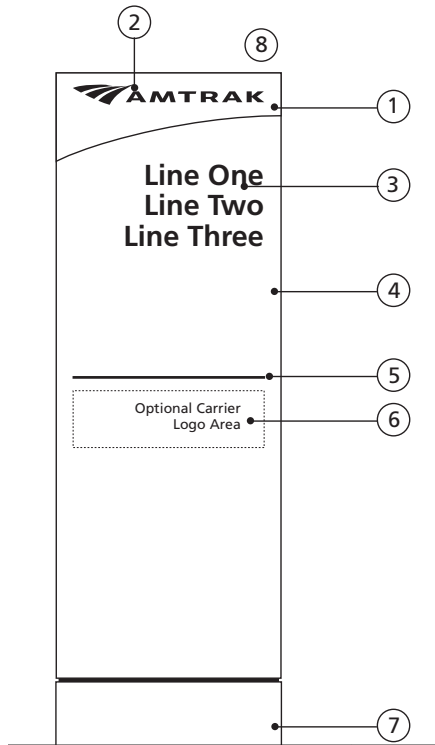 2
8
AMTRAK
1
Line One
3
Line Two
Line Three
4
5
Optional Carrier
6
Logo Area
7